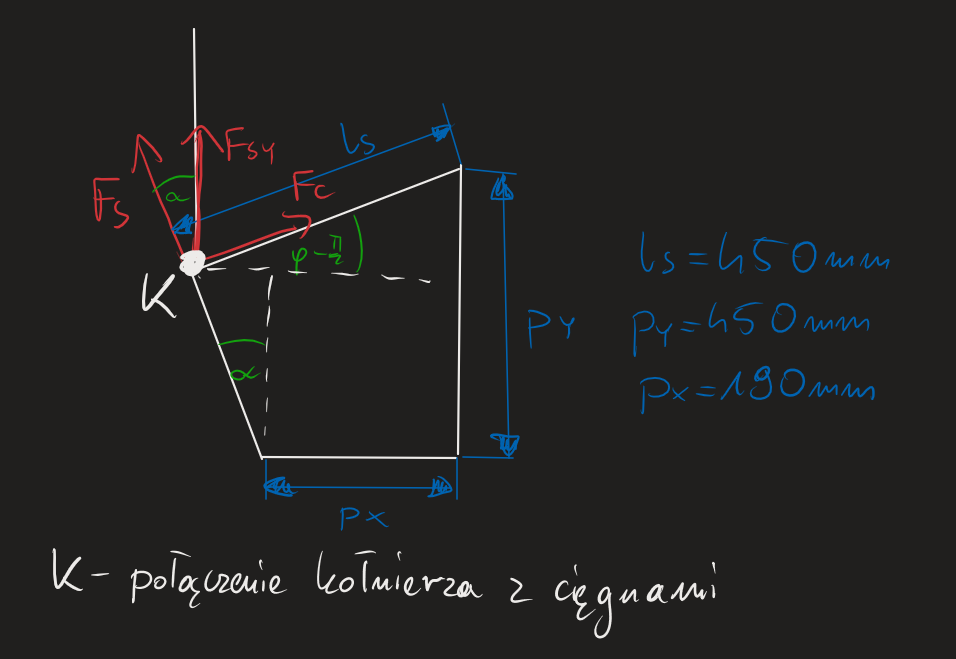 ls
FSY
α
FS
FC
φ - π/2
K
α
PY
PX
ls = 450mm
PY = 450mm
PX = 190mm
K - połączenie kołnierza z cięgnami